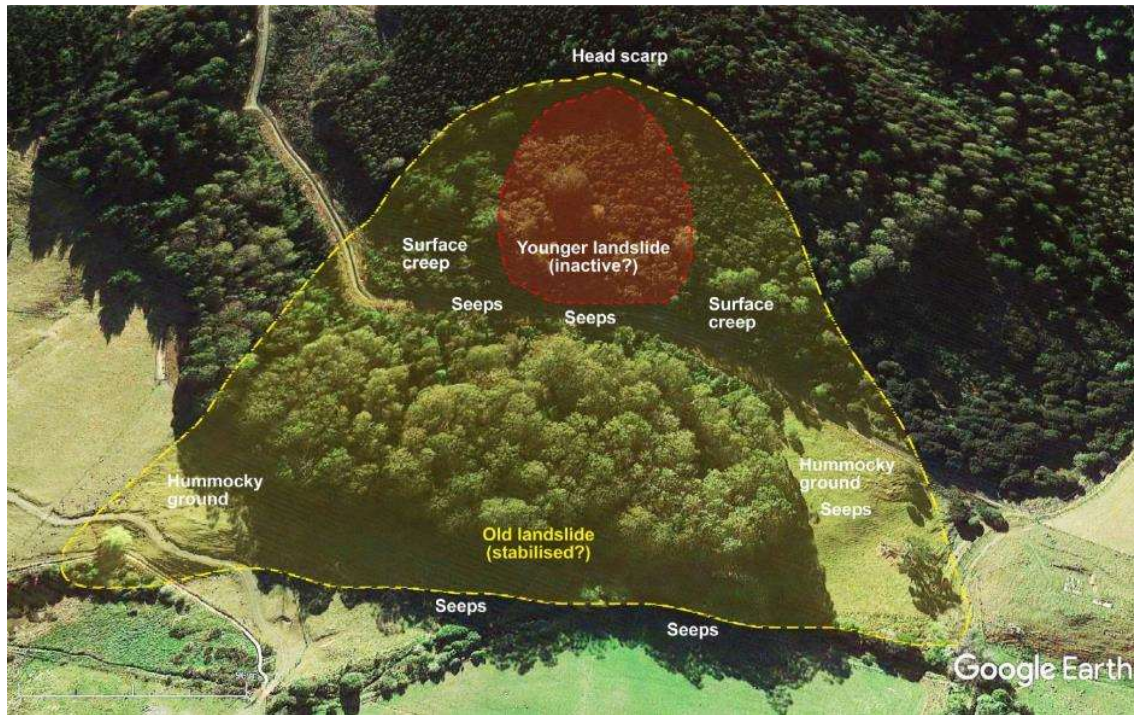 Head scarp
Surface
creep
Younger landslide
(inactive?)
Seeps
Seeps
Surface
creep
Hummocky
ground
Hummocky
ground
Seeps
Old landslide
(stabilised?)
Seeps
Seeps
Google Earth